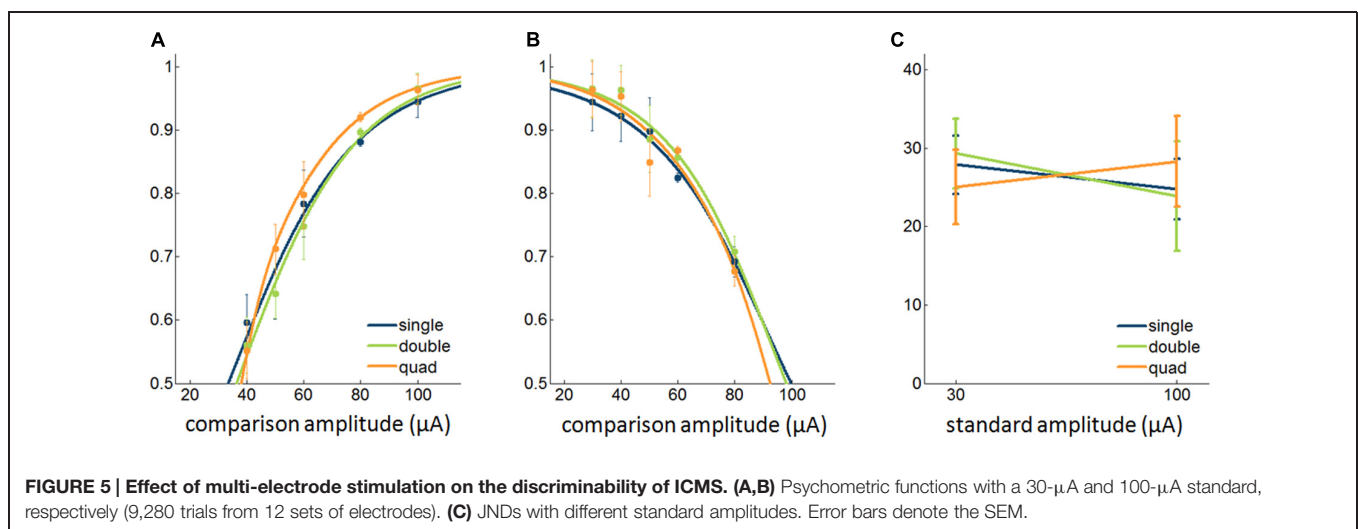 A
1
0.9
0.8
0.7
0.6
0.5
20 40 60 80 100
comparison amplitude (μA)
single
double
quad
B
1
0.9
0.8
0.7
0.6
0.5
20 40 60 80 100
comparison amplitude (μA)
C
40
30
20
10
0
30 100
standard amplitude (μA)
single
double
quad
FIGURE 5 | Effect of multi-electrode stimulation on the discriminability of ICMS. (A,B) Psychometric functions with a 30-μA and 100-μA standard,
respectively (9,280 trials from 12 sets of electrodes). (C) JNDs with different standard amplitudes. Error bars denote the SEM.